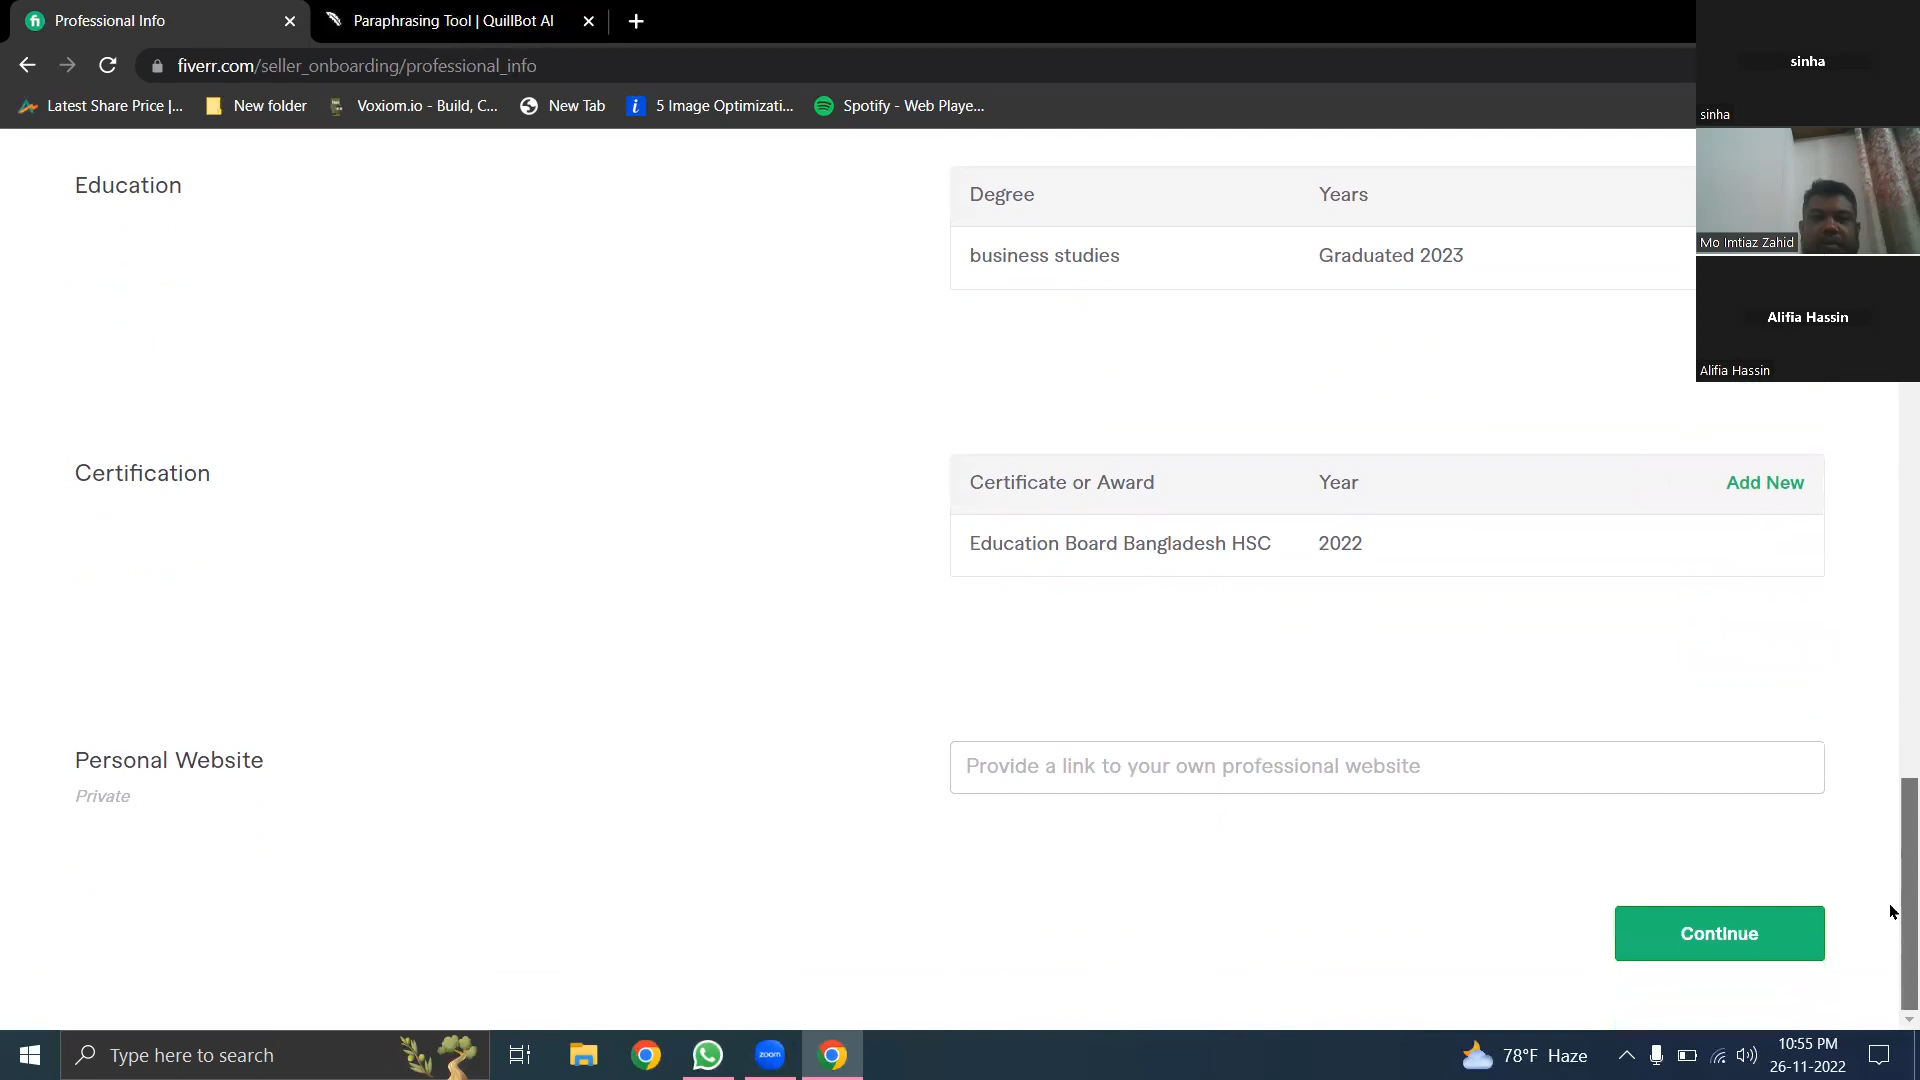 Professional Info
Paraphrasing Tool | QuillBot AI
fiverr.com/seller_onboarding/professional_info
Latest Share Price |...
New folder
Voxiom.io - Build, C...
New Tab
5 Image Optimizati...
Spotify - Web Playe...
sinha
sinha
Mo Imtiaz Zahid
Alifia Hassin
Alifia Hassin
Education
Degree
Years
business studies
Graduated 2023
Certification
Certificate or Award
Year
Add New
Education Board Bangladesh HSC
2022
Personal Website
Private
Provide a link to your own professional website
Continue
Type here to search
zoom
78°F Haze
10:55 PM
26-11-2022